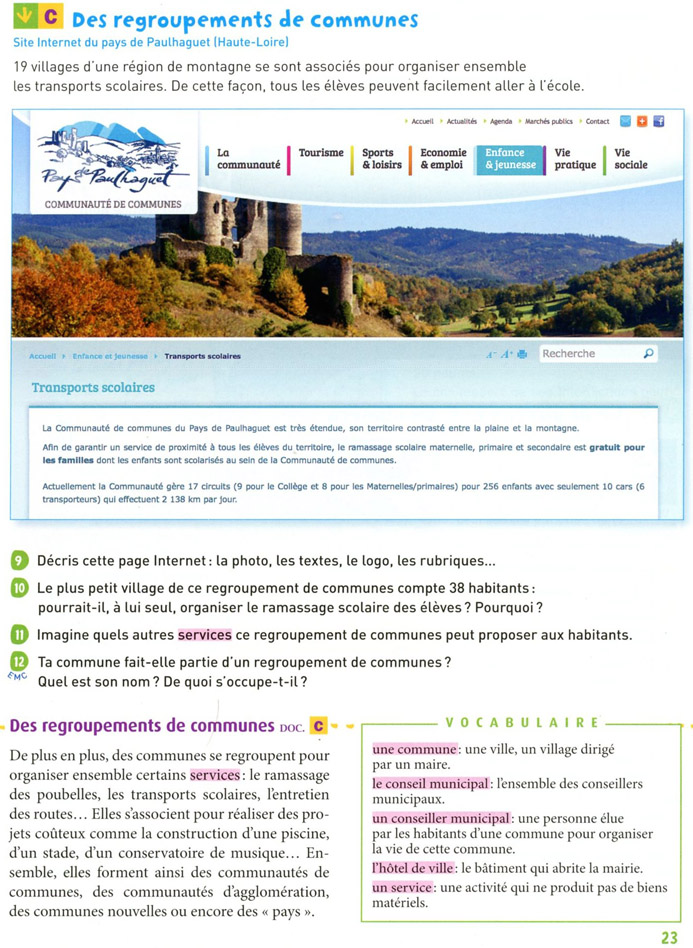 C Des regroupements de communes
Site Internet du pays de Paulhaguet (Haute-Loire)
19 villages d'une région de montagne se sont associés pour organiser ensemble
les transports scolaires. De cette façon, tous les élèves peuvent facilement aller à l'école.
Accueil Actualités Agenda Marchés publics Contact
La communauté
Tourisme
Sports & loisirs
Economie & emploi
Enfance & jeunesse
Vie pratique
Vie sociale
Pays de Paulhaguet
COMMUNAUTÉ DE COMMUNES
Accueil Enfance et jeunesse Transports scolaires
A- A+
Recherche
Transports scolaires
La Communauté de communes du Pays de Paulhaguet est très étendue, son territoire contrasté entre la plaine et la montagne.
Afin de garantir un service de proximité à tous les élèves du territoire, le ramassage scolaire maternelle, primaire et secondaire est gratuit pour
les familles dont les enfants sont scolarisés au sein de la Communauté de communes.
Actuellement la Communauté gère 17 circuits (9 pour le Collège et 8 pour les Maternelles/primaires) pour 256 enfants avec seulement 10 cars (6
transporteurs) qui effectuent 2 138 km par jour.
9 Décris cette page Internet : la photo, les textes, le logo, les rubriques...
10 Le plus petit village de ce regroupement de communes compte 38 habitants :
pourrait-il, à lui seul, organiser le ramassage scolaire des élèves ? Pourquoi ?
11 Imagine quels autres services ce regroupement de communes peut proposer aux habitants.
12 Ta commune fait-elle partie d'un regroupement de communes ?
EMC
Quel est son nom ? De quoi s'occupe-t-il ?
Des regroupements de communes DOC. C
De plus en plus, des communes se regroupent pour
organiser ensemble certains services : le ramassage
des poubelles, les transports scolaires, l'entretien
des routes… Elles s'associent pour réaliser des pro-
jets coûteux comme la construction d'une piscine,
d'un stade, d'un conservatoire de musique… En-
semble, elles forment ainsi des communautés de
communes, des communautés d'agglomération,
des communes nouvelles ou encore des « pays ».
VOCABULAIRE
une commune : une ville, un village dirigé
par un maire.
le conseil municipal : l'ensemble des conseillers
municipaux.
un conseiller municipal : une personne élue
par les habitants d'une commune pour organiser
la vie de cette commune.
l'hôtel de ville : le bâtiment qui abrite la mairie.
un service : une activité qui ne produit pas de biens
matériels.
23